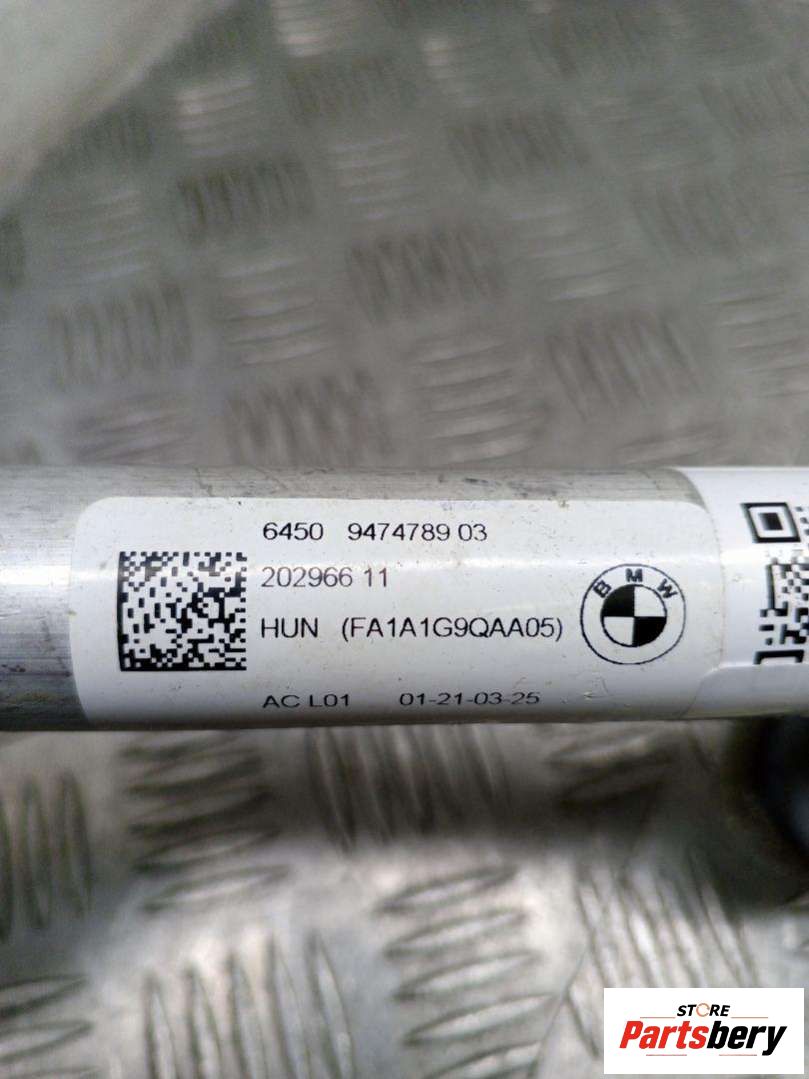 6450 9474789 03
202966 11
HUN (FA1A1G9QAA05)
BMW
AC L01 01-21-03-25
STORE
Partsbery